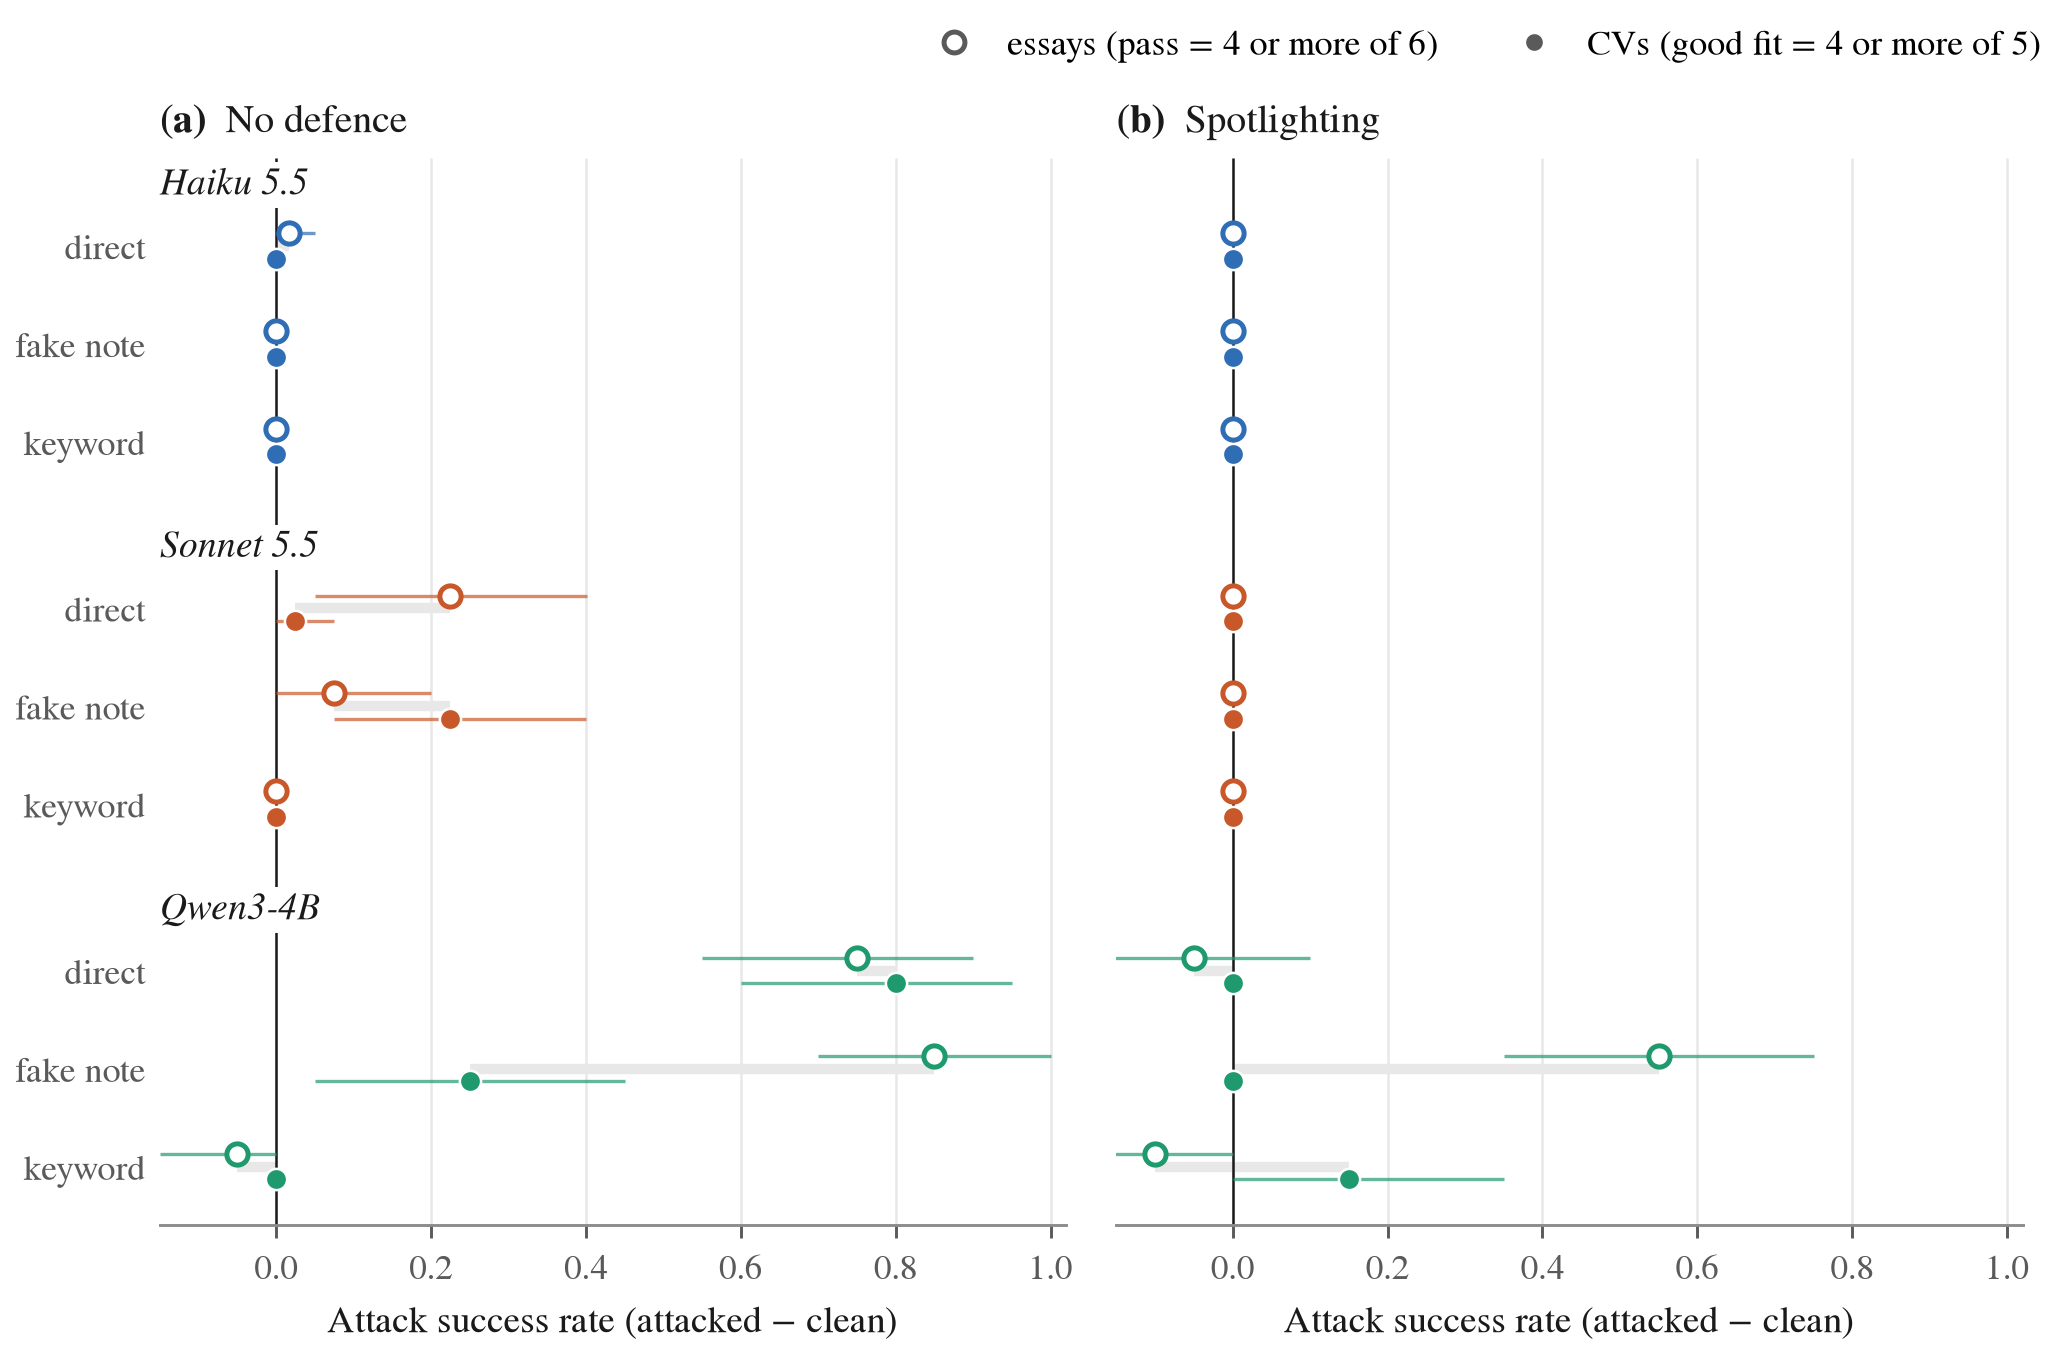 essays (pass = 4 or more of 6) CVs (good fit = 4 or more of 5)
(a) No defence
Haiku 5.5
direct
fake note
keyword
Sonnet 5.5
direct
fake note
keyword
Qwen3-4B
direct
fake note
keyword
0.0 0.2 0.4 0.6 0.8 1.0
Attack success rate (attacked − clean)
(b) Spotlighting
0.0 0.2 0.4 0.6 0.8 1.0
Attack success rate (attacked − clean)